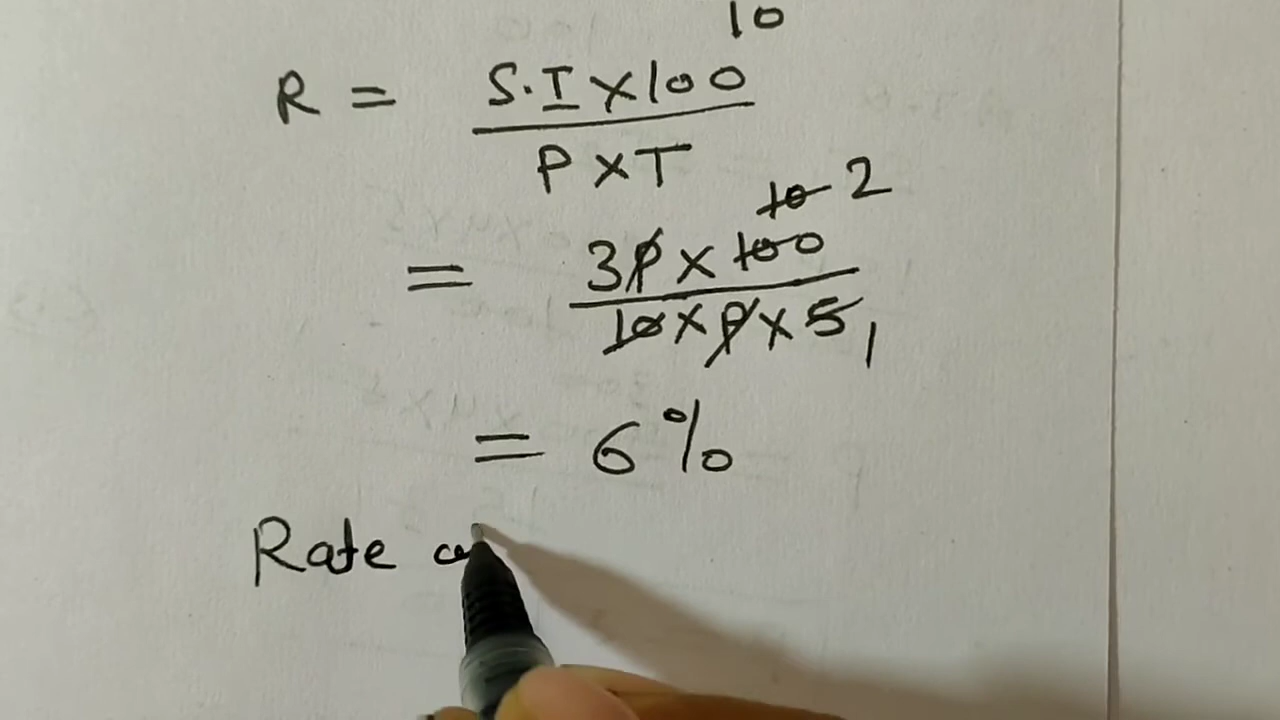 10
R = S.I × 100
P × T
10 2
= 3P × 100
10 × P × 5 1
= 6%
Rate